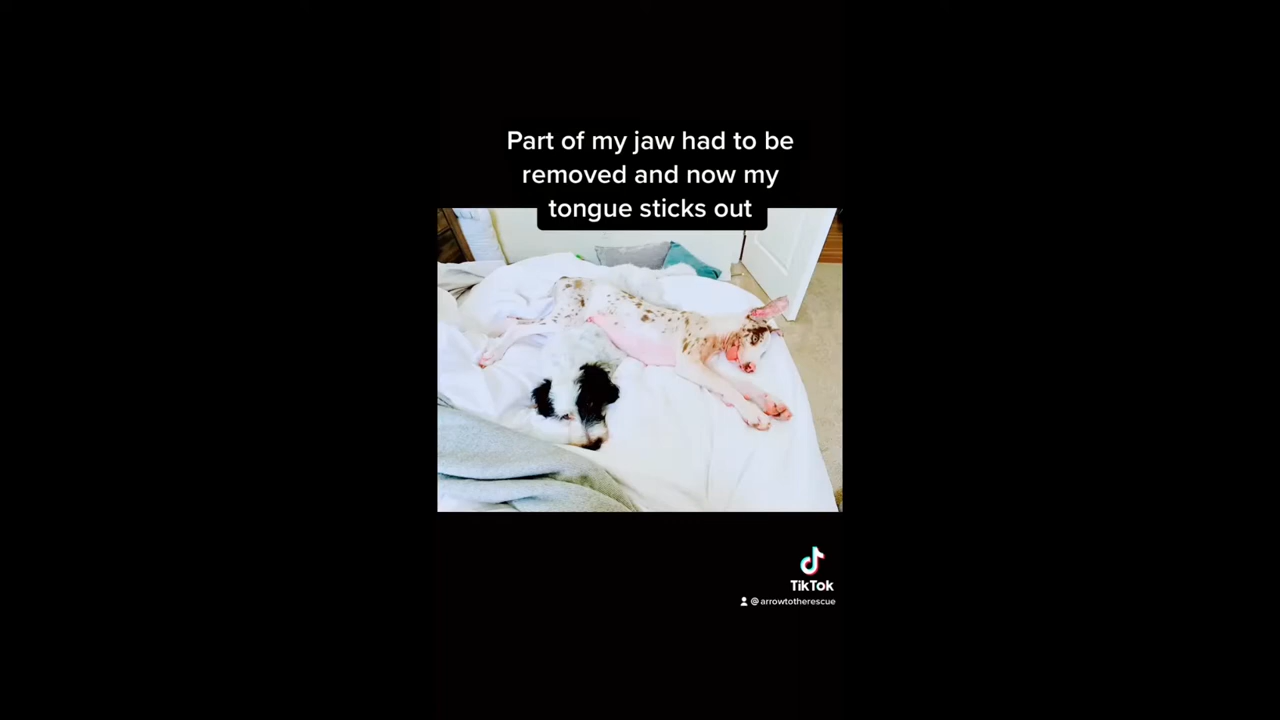 Part of my jaw had to be
removed and now my
tongue sticks out
TikTok
@arrowtotherescue